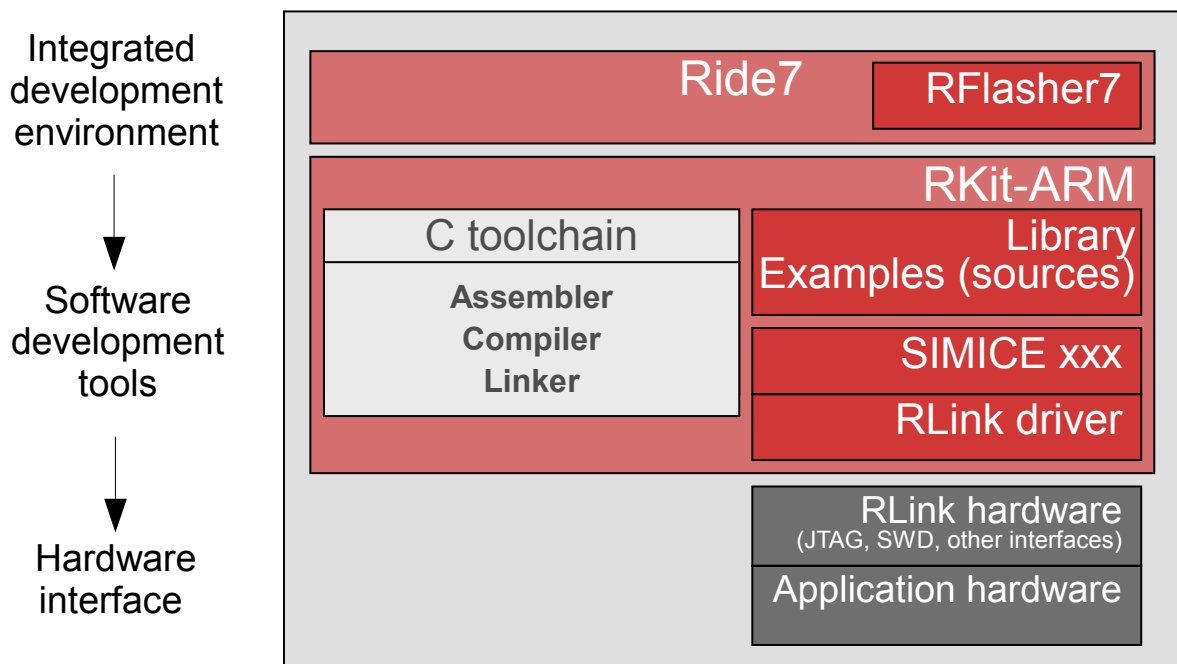 Integrated
development
environment
Software
development
tools
Hardware
interface
Ride7
RFlasher7
RKit-ARM
C toolchain
Assembler
Compiler
Linker
Library
Examples (sources)
SIMICE xxx
RLink driver
RLink hardware
(JTAG, SWD, other interfaces)
Application hardware